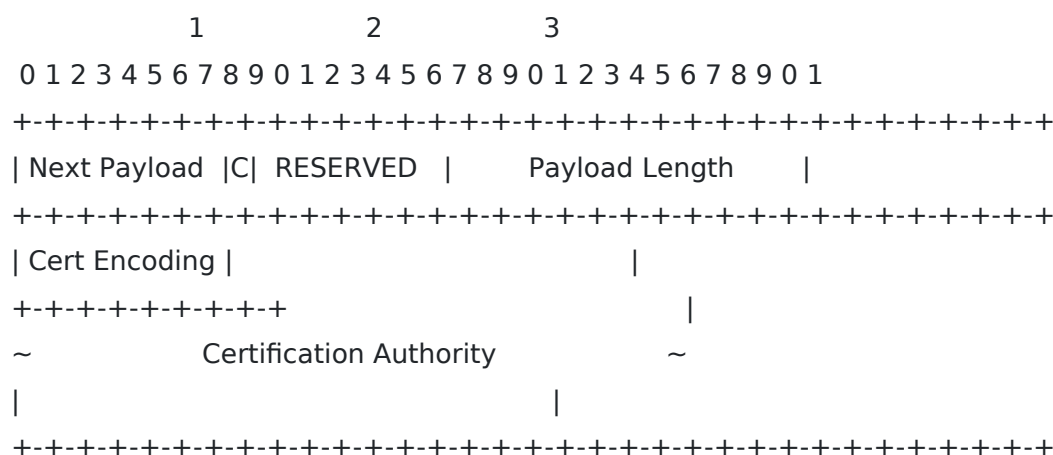 1 2 3
0 1 2 3 4 5 6 7 8 9 0 1 2 3 4 5 6 7 8 9 0 1 2 3 4 5 6 7 8 9 0 1
+-+-+-+-+-+-+-+-+-+-+-+-+-+-+-+-+-+-+-+-+-+-+-+-+-+-+-+-+-+-+-+-+
| Next Payload |C| RESERVED | Payload Length |
+-+-+-+-+-+-+-+-+-+-+-+-+-+-+-+-+-+-+-+-+-+-+-+-+-+-+-+-+-+-+-+-+
| Cert Encoding | |
+-+-+-+-+-+-+-+-+ |
~ Certification Authority ~
| |
+-+-+-+-+-+-+-+-+-+-+-+-+-+-+-+-+-+-+-+-+-+-+-+-+-+-+-+-+-+-+-+-+